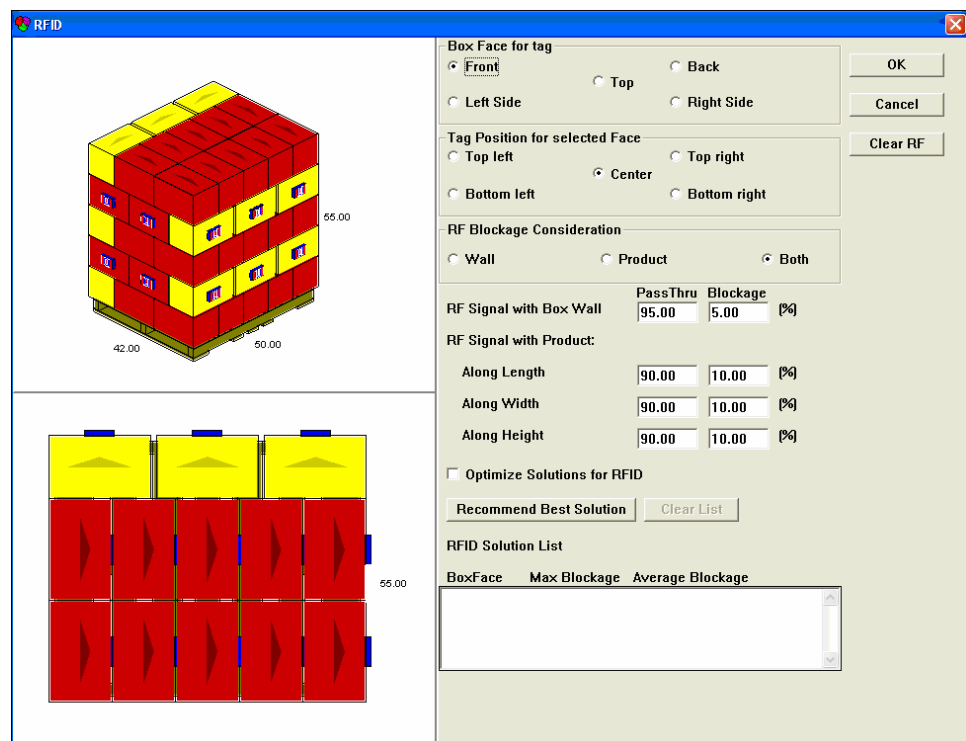 RFID
55.00
42.00
50.00
55.00
Box Face for tag
Front
Back
Top
Left Side
Right Side
OK
Cancel
Clear RF
Tag Position for selected Face
Top left
Top right
Center
Bottom left
Bottom right
RF Blockage Consideration
Wall
Product
Both
PassThru Blockage
RF Signal with Box Wall 95.00 5.00 (%)
RF Signal with Product:
Along Length 90.00 10.00 (%)
Along Width 90.00 10.00 (%)
Along Height 90.00 10.00 (%)
Optimize Solutions for RFID
Recommend Best Solution Clear List
RFID Solution List
BoxFace Max Blockage Average Blockage